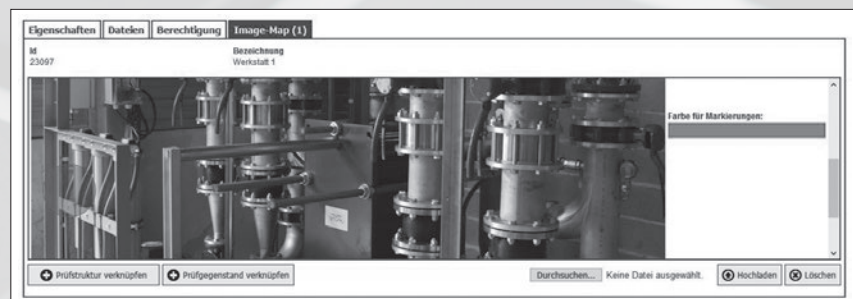 Eigenschaften Dateien Berechtigung Image-Map (1)
Id Bezeichnung
23097 Werkstatt 1
Farbe für Markierungen:
Prüfstruktur verknüpfen Prüfgegenstand verknüpfen Durchsuchen... Keine Datei ausgewählt. Hochladen Löschen